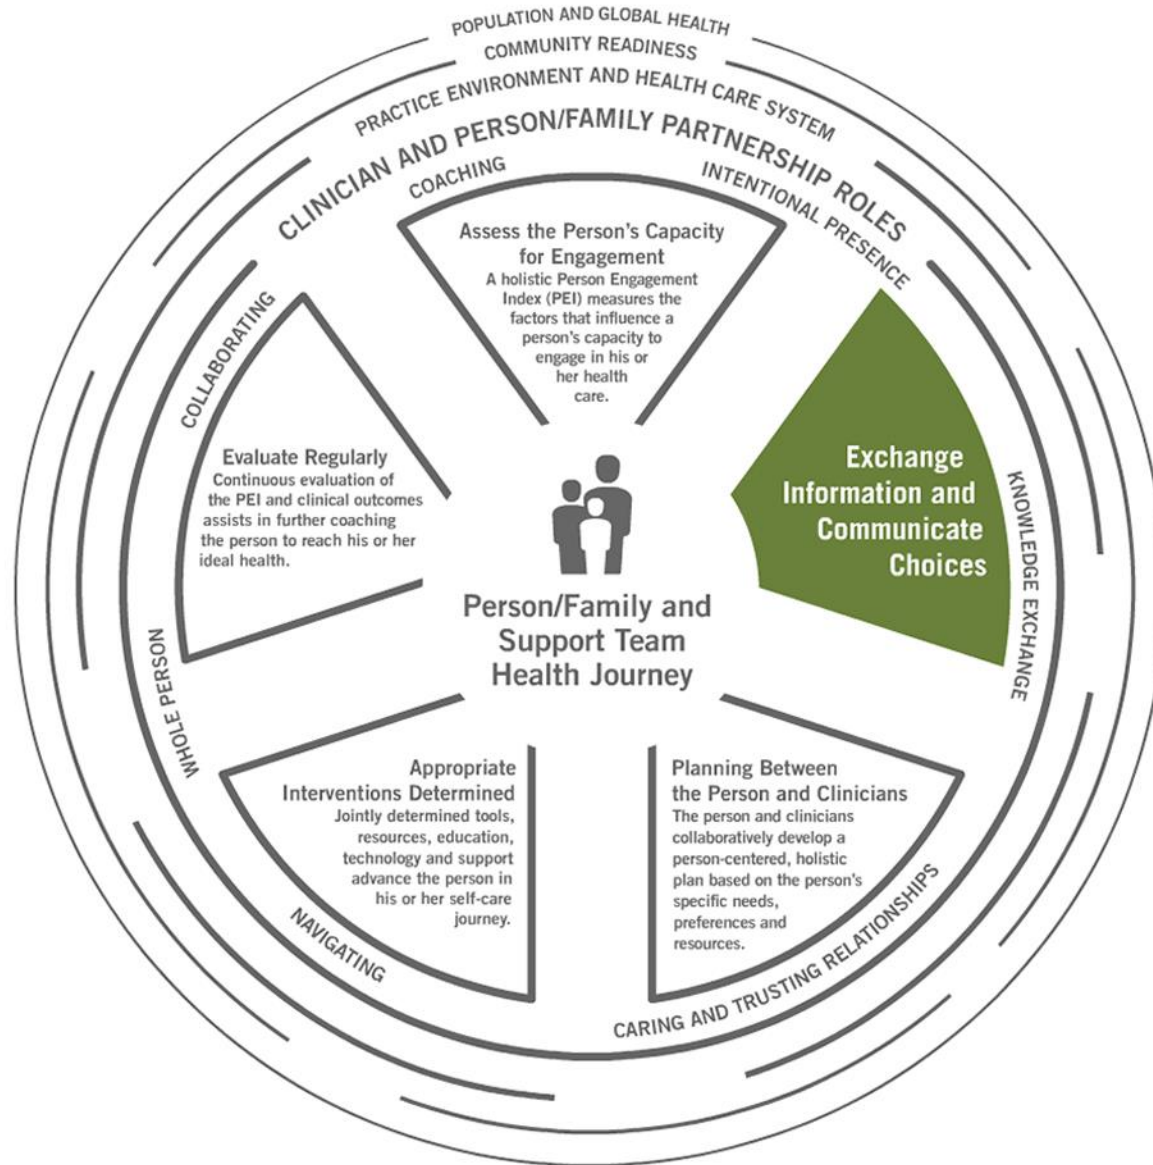 POPULATION AND GLOBAL HEALTH
COMMUNITY READINESS
PRACTICE ENVIRONMENT AND HEALTH CARE SYSTEM
CLINICIAN AND PERSON/FAMILY PARTNERSHIP ROLES
COACHING
INTENTIONAL PRESENCE
Assess the Person's Capacity
for Engagement
A holistic Person Engagement
Index (PEI) measures the
factors that influence a
person's capacity to
engage in his or
her health
care.
KNOWLEDGE EXCHANGE
Exchange
Information and
Communicate
Choices
CARING AND TRUSTING RELATIONSHIPS
Planning Between
the Person and Clinicians
The person and clinicians
collaboratively develop a
person-centered, holistic
plan based on the person's
specific needs,
preferences and
resources.
NAVIGATING
Appropriate
Interventions Determined
Jointly determined tools,
resources, education,
technology and support
advance the person in
his or her self-care
journey.
WHOLE PERSON
COLLABORATING
Evaluate Regularly
Continuous evaluation of
the PEI and clinical outcomes
assists in further coaching
the person to reach his or her
ideal health.
Person/Family and
Support Team
Health Journey